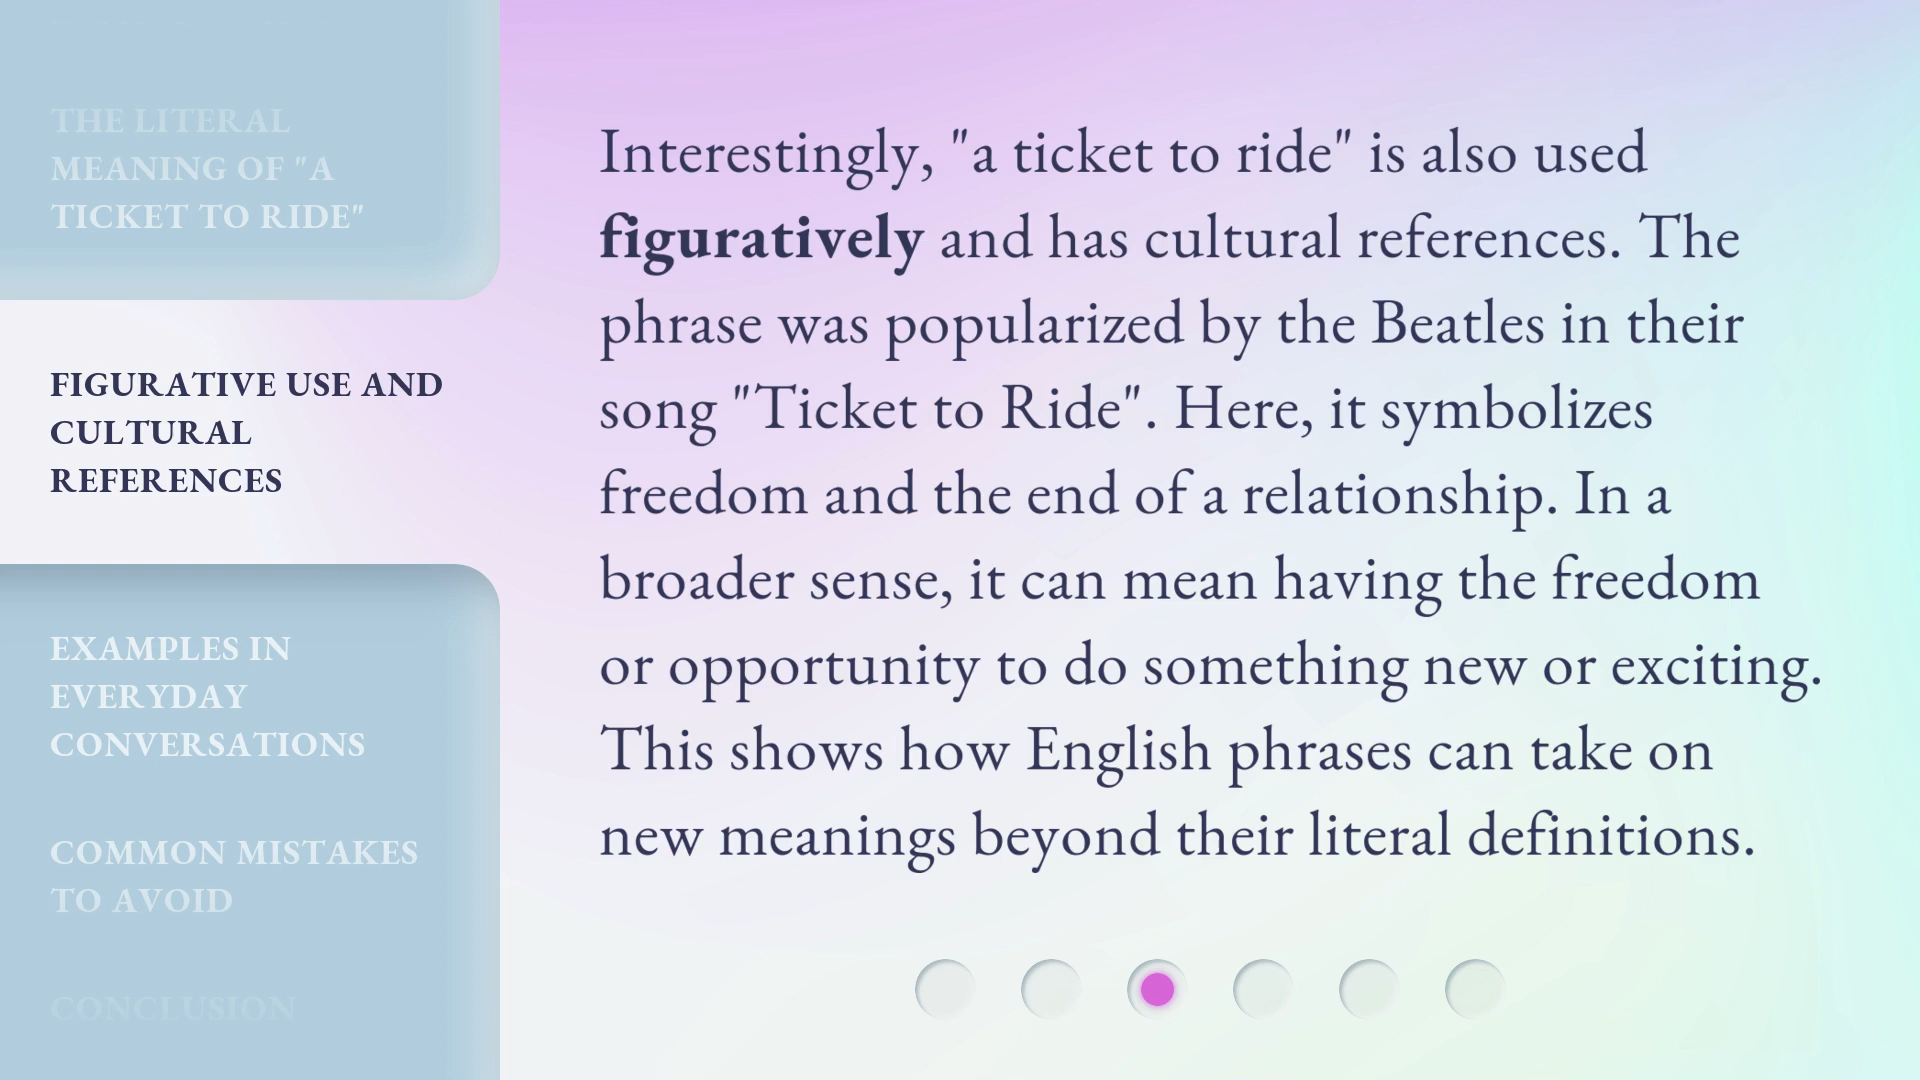 THE LITERAL
MEANING OF "A
TICKET TO RIDE"
FIGURATIVE USE AND
CULTURAL
REFERENCES
EXAMPLES IN
EVERYDAY
CONVERSATIONS
COMMON MISTAKES
TO AVOID
CONCLUSION
Interestingly, "a ticket to ride" is also used
figuratively and has cultural references. The
phrase was popularized by the Beatles in their
song "Ticket to Ride". Here, it symbolizes
freedom and the end of a relationship. In a
broader sense, it can mean having the freedom
or opportunity to do something new or exciting.
This shows how English phrases can take on
new meanings beyond their literal definitions.